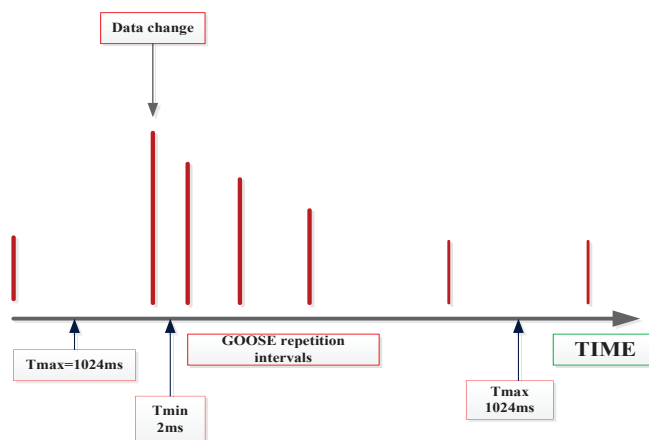 Data change
GOOSE repetition
intervals
TIME
Tmax=1024ms
Tmin
2ms
Tmax
1024ms